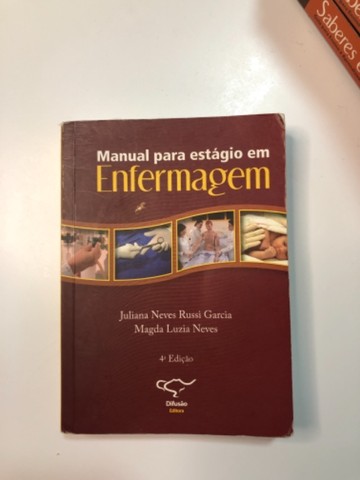 Saberes e
Manual para estágio em
Enfermagem
Juliana Neves Russi Garcia
Magda Luzia Neves
4ª Edição
Difusão
Editora